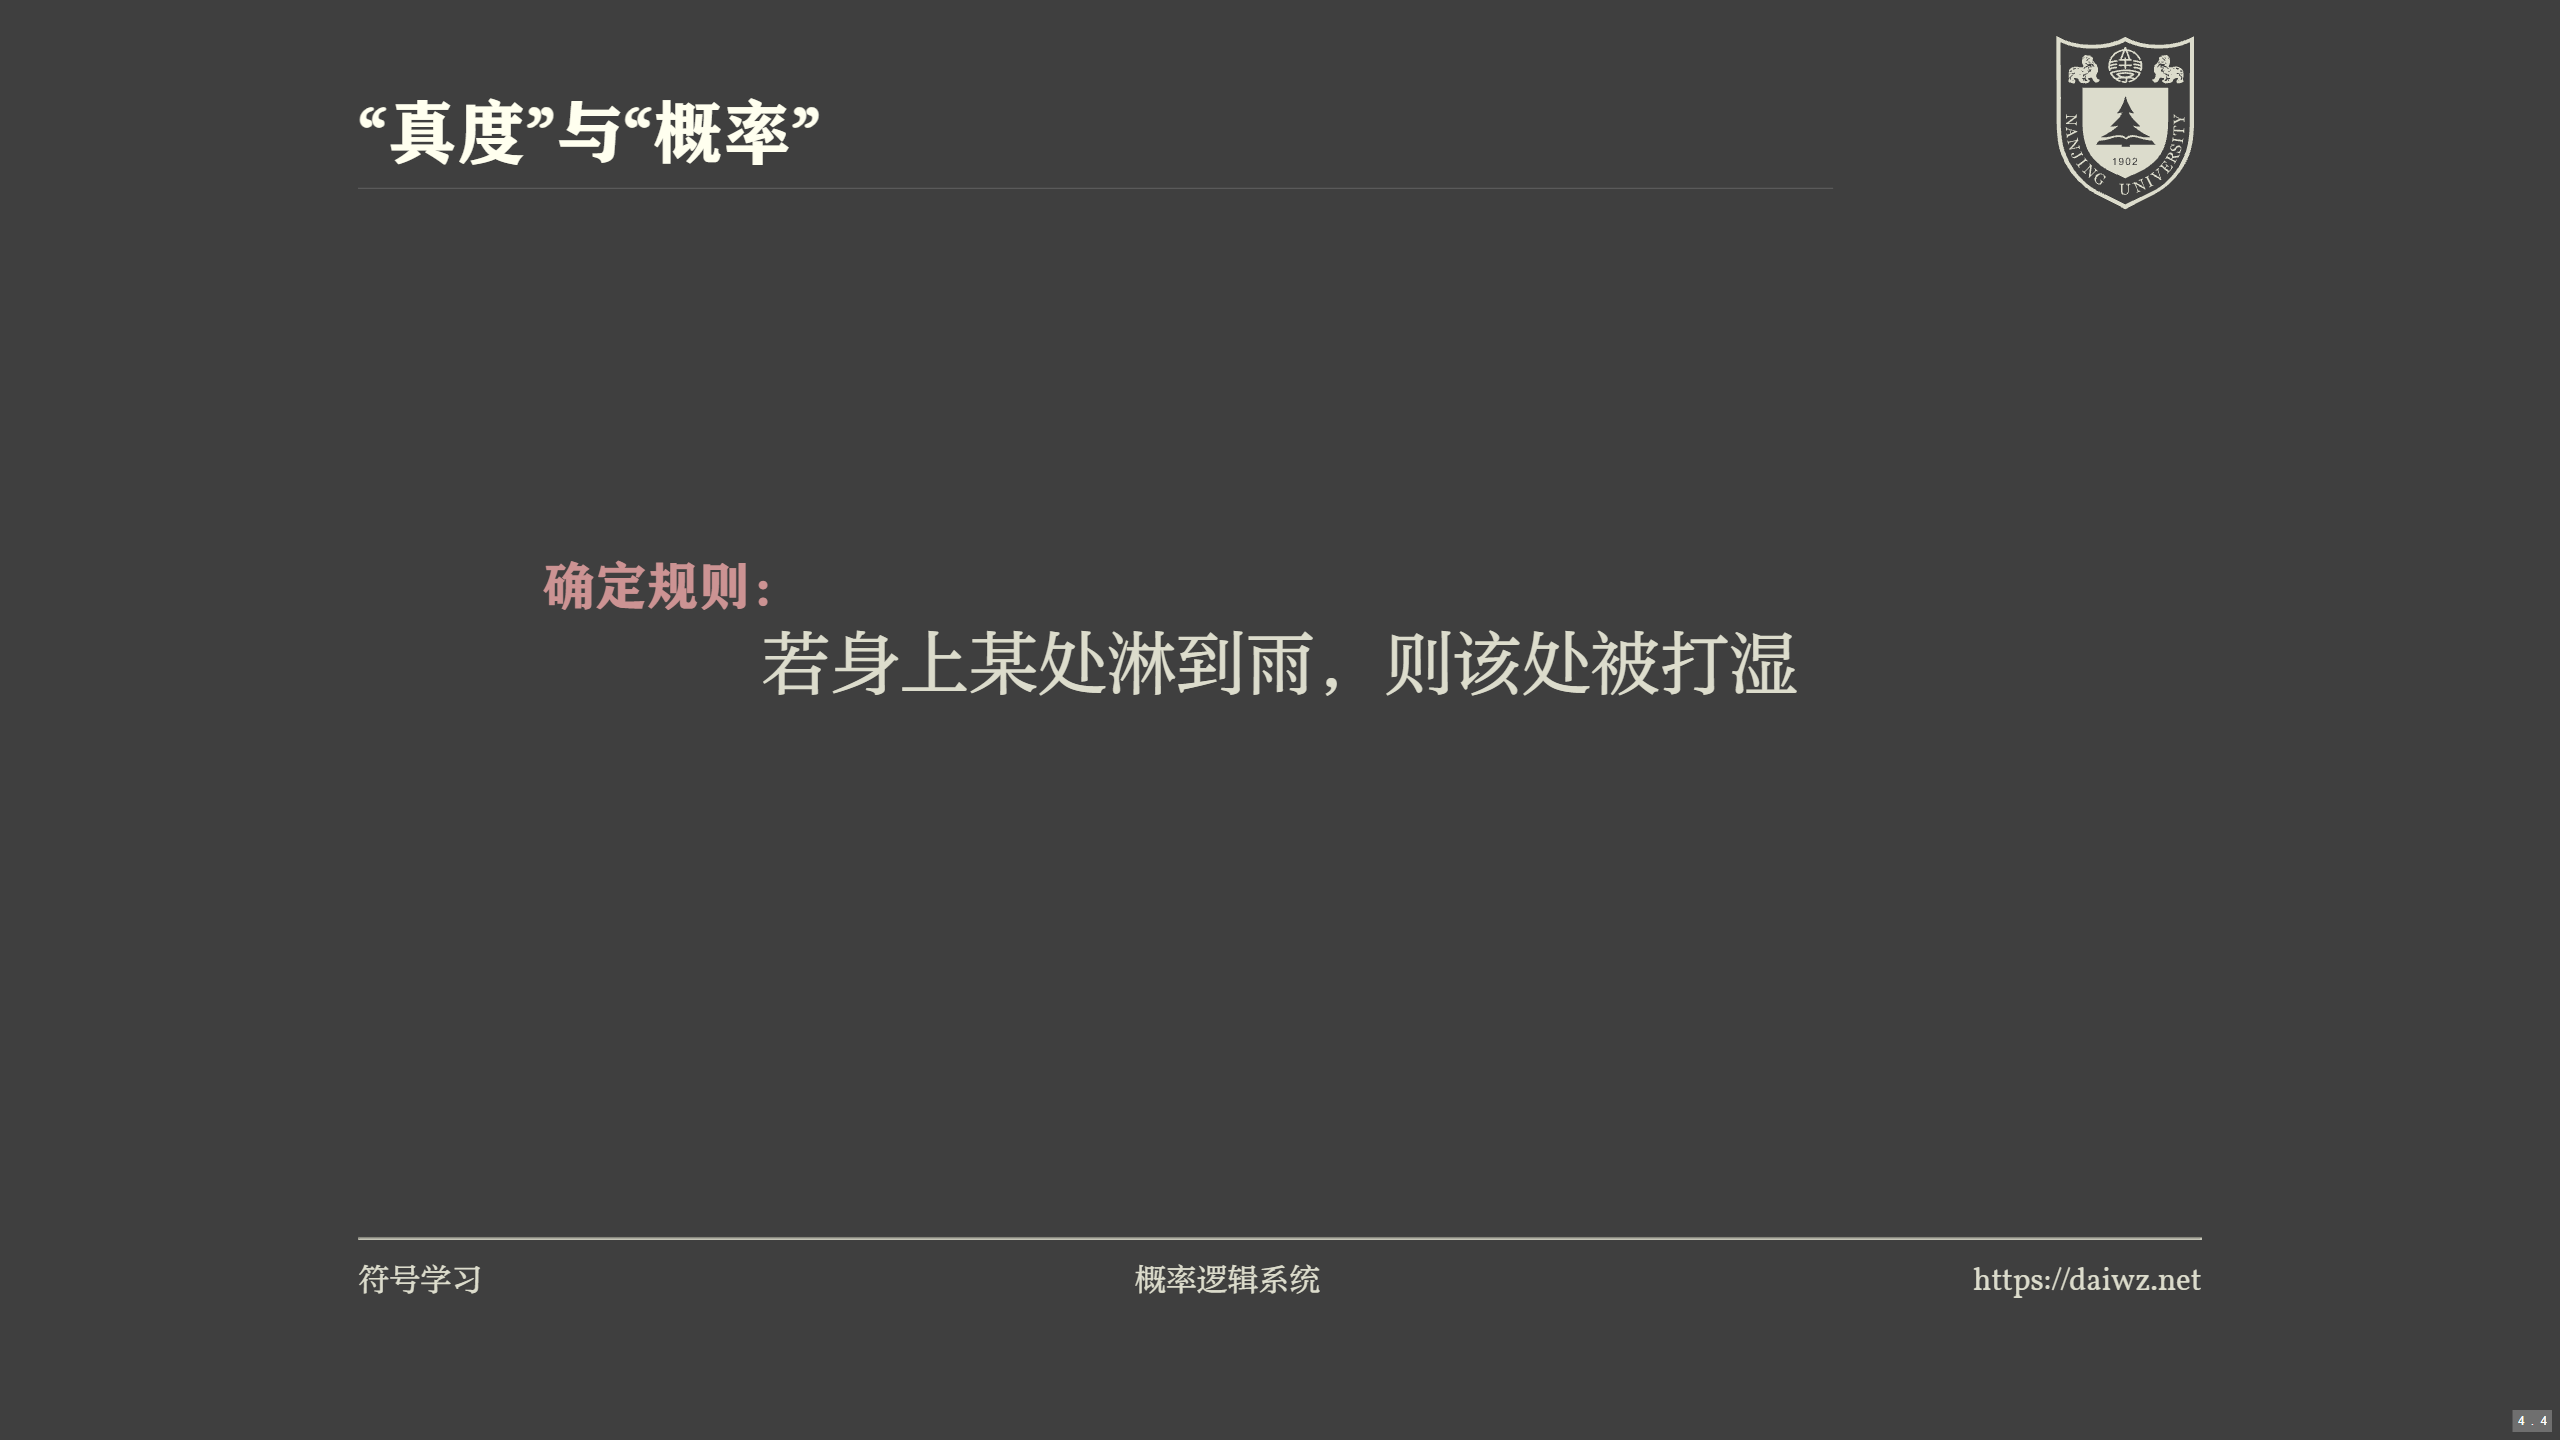 “真度”与“概率”
NANJING UNIVERSITY
1902
确定规则：
若身上某处淋到雨，则该处被打湿
符号学习
概率逻辑系统
https://daiwz.net
4 . 4